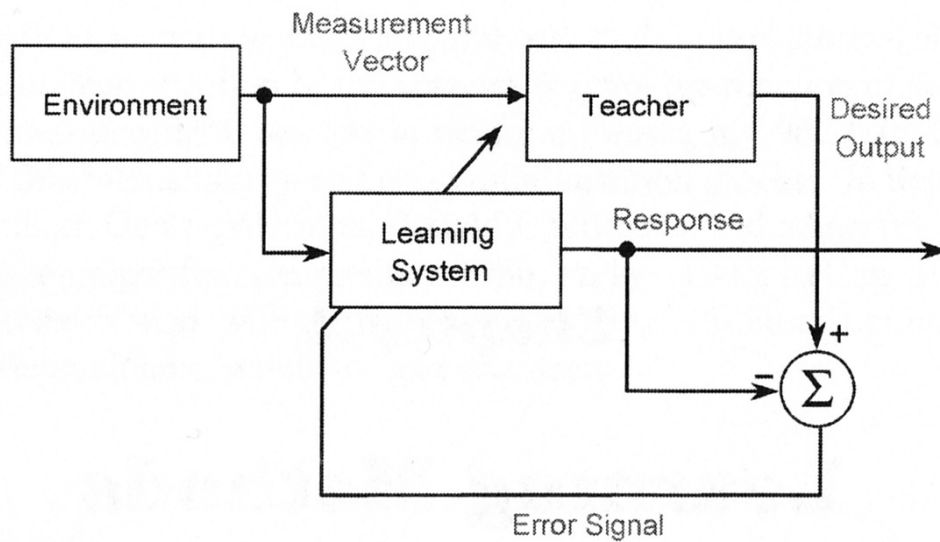 Measurement
Vector
Environment
Teacher
Desired
Output
Learning
System
Response
+
−
Σ
Error Signal